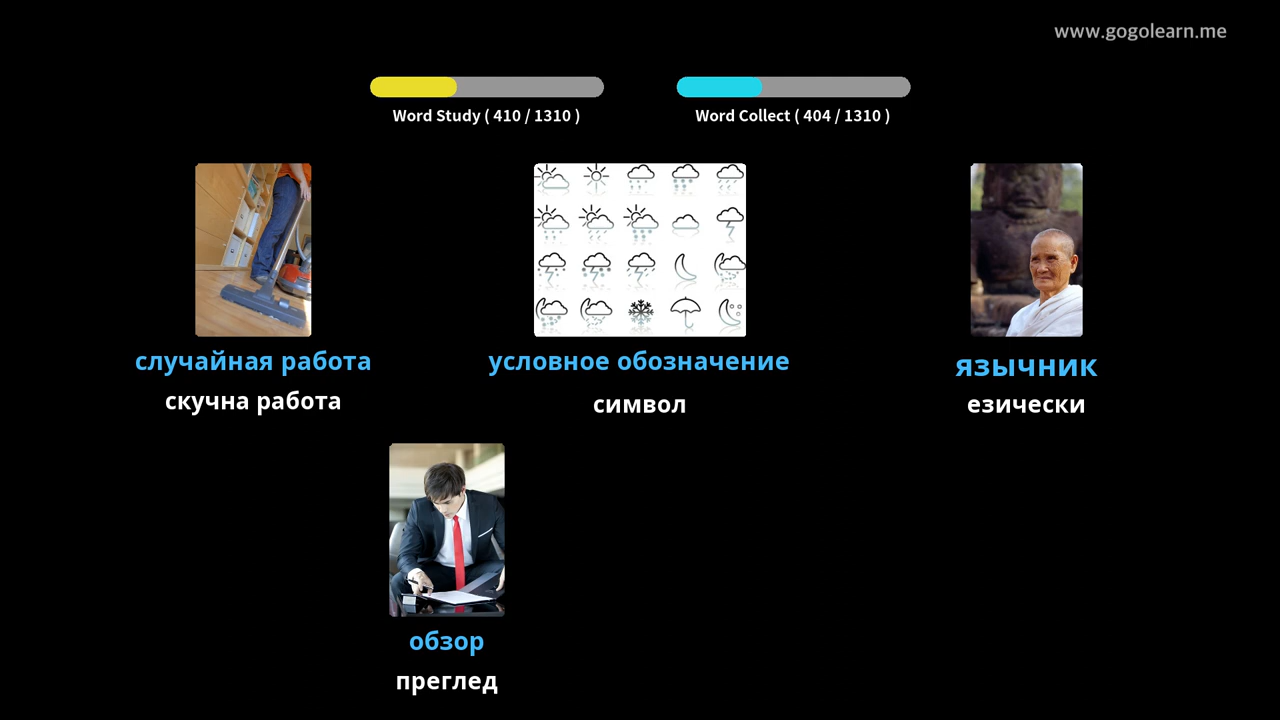 www.gogolearn.me
Word Study ( 410 / 1310 )
Word Collect ( 404 / 1310 )
случайная работа
скучна работа
условное обозначение
символ
язычник
езически
обзор
преглед